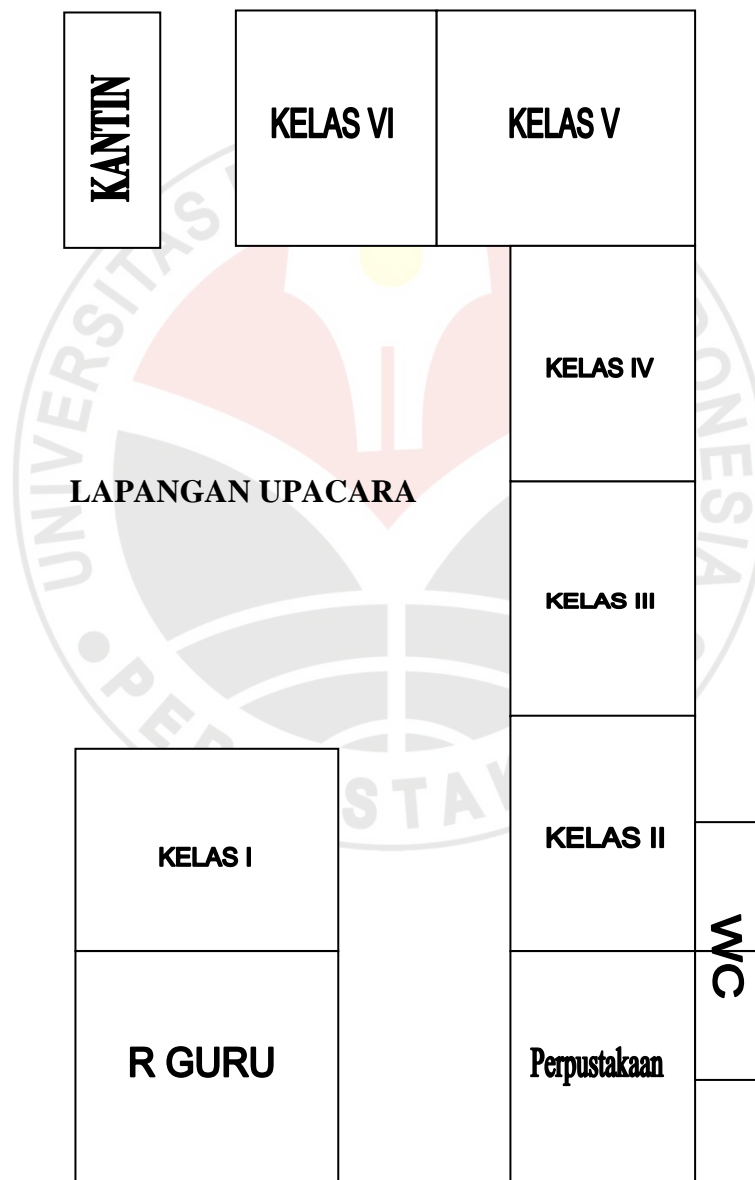 KANTIN
KELAS VI
KELAS V
KELAS IV
LAPANGAN UPACARA
KELAS III
KELAS II
KELAS I
WC
R GURU
Perpustakaan